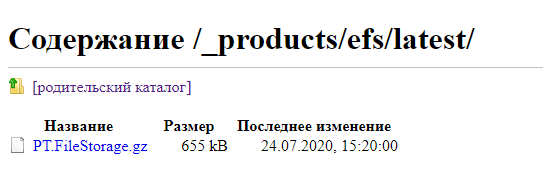 Содержание /_products/efs/latest/
[родительский каталог]
Название Размер Последнее изменение
PT.FileStorage.gz 655 kB 24.07.2020, 15:20:00